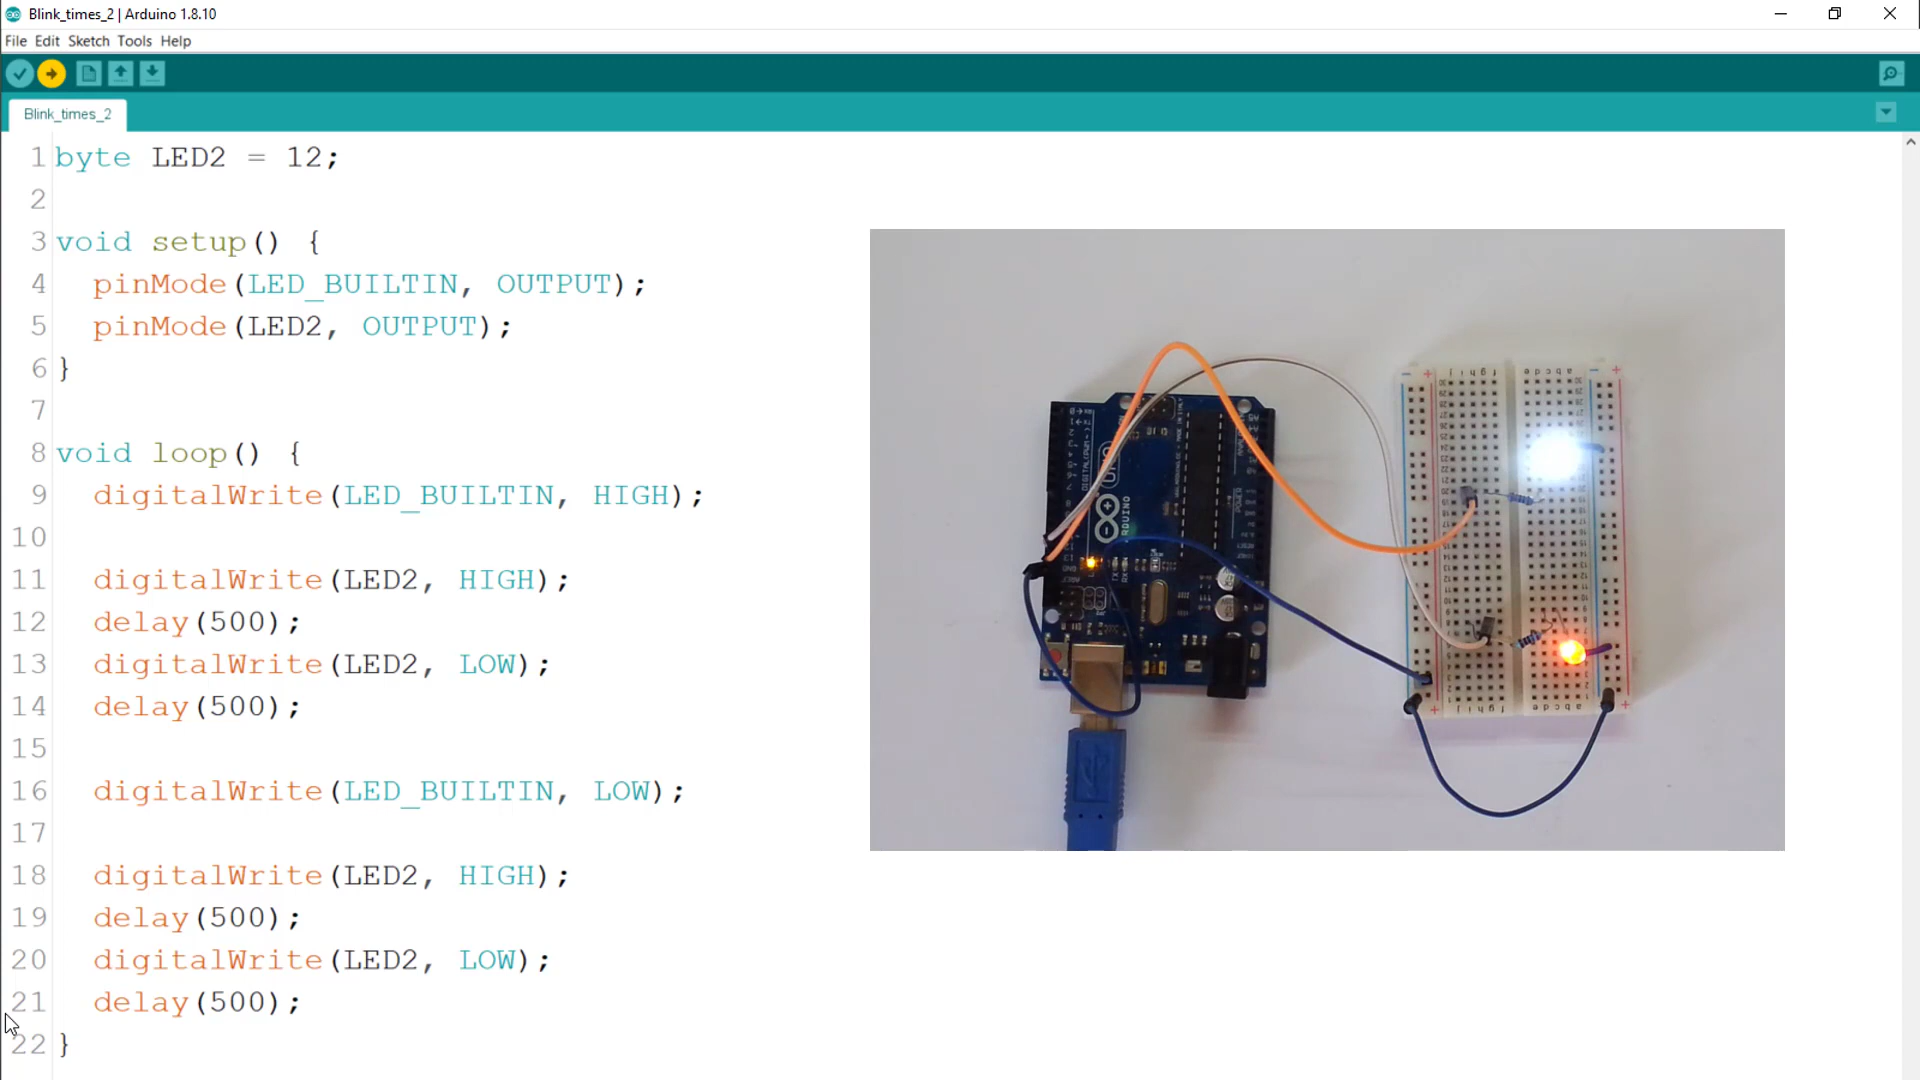 Blink_times_2 | Arduino 1.8.10
File Edit Sketch Tools Help
Blink_times_2
1 byte LED2 = 12;
2
3 void setup() {
4 pinMode(LED_BUILTIN, OUTPUT);
5 pinMode(LED2, OUTPUT);
6 }
7
8 void loop() {
9 digitalWrite(LED_BUILTIN, HIGH);
10
11 digitalWrite(LED2, HIGH);
12 delay(500);
13 digitalWrite(LED2, LOW);
14 delay(500);
15
16 digitalWrite(LED_BUILTIN, LOW);
17
18 digitalWrite(LED2, HIGH);
19 delay(500);
20 digitalWrite(LED2, LOW);
21 delay(500);
22 }
UNO
ARDUINO